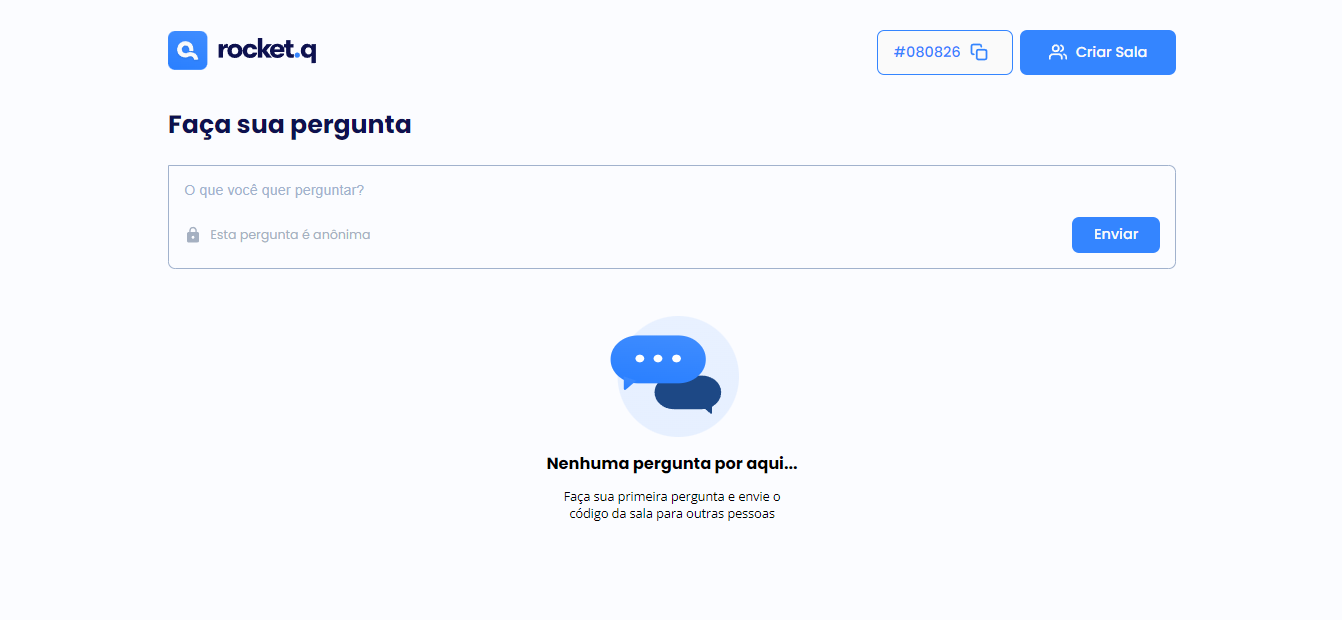 rocket.q
#080826
Criar Sala
Faça sua pergunta
O que você quer perguntar?
Esta pergunta é anônima
Enviar
Nenhuma pergunta por aqui...
Faça sua primeira pergunta e envie o
código da sala para outras pessoas